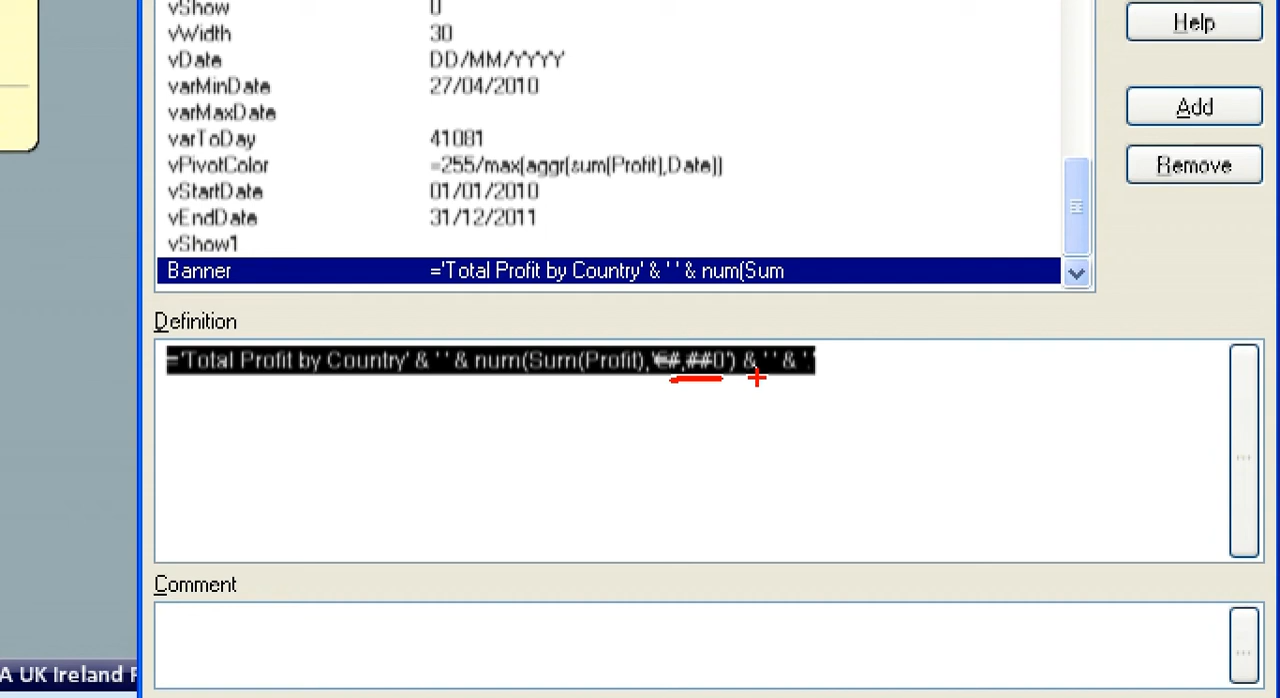 vShow 0
vWidth 30
vDate DD/MM/YYYY
varMinDate 27/04/2010
varMaxDate
varToDay 41081
vPivotColor =255/max(aggr(sum(Profit),Date))
vStartDate 01/01/2010
vEndDate 31/12/2011
vShow1
Banner ='Total Profit by Country' & ' ' & num(Sum
Help
Add
Remove
Definition
='Total Profit by Country' & ' ' & num(Sum(Profit),'€#,##0') & ' ' & '.'
Comment
A UK Ireland F